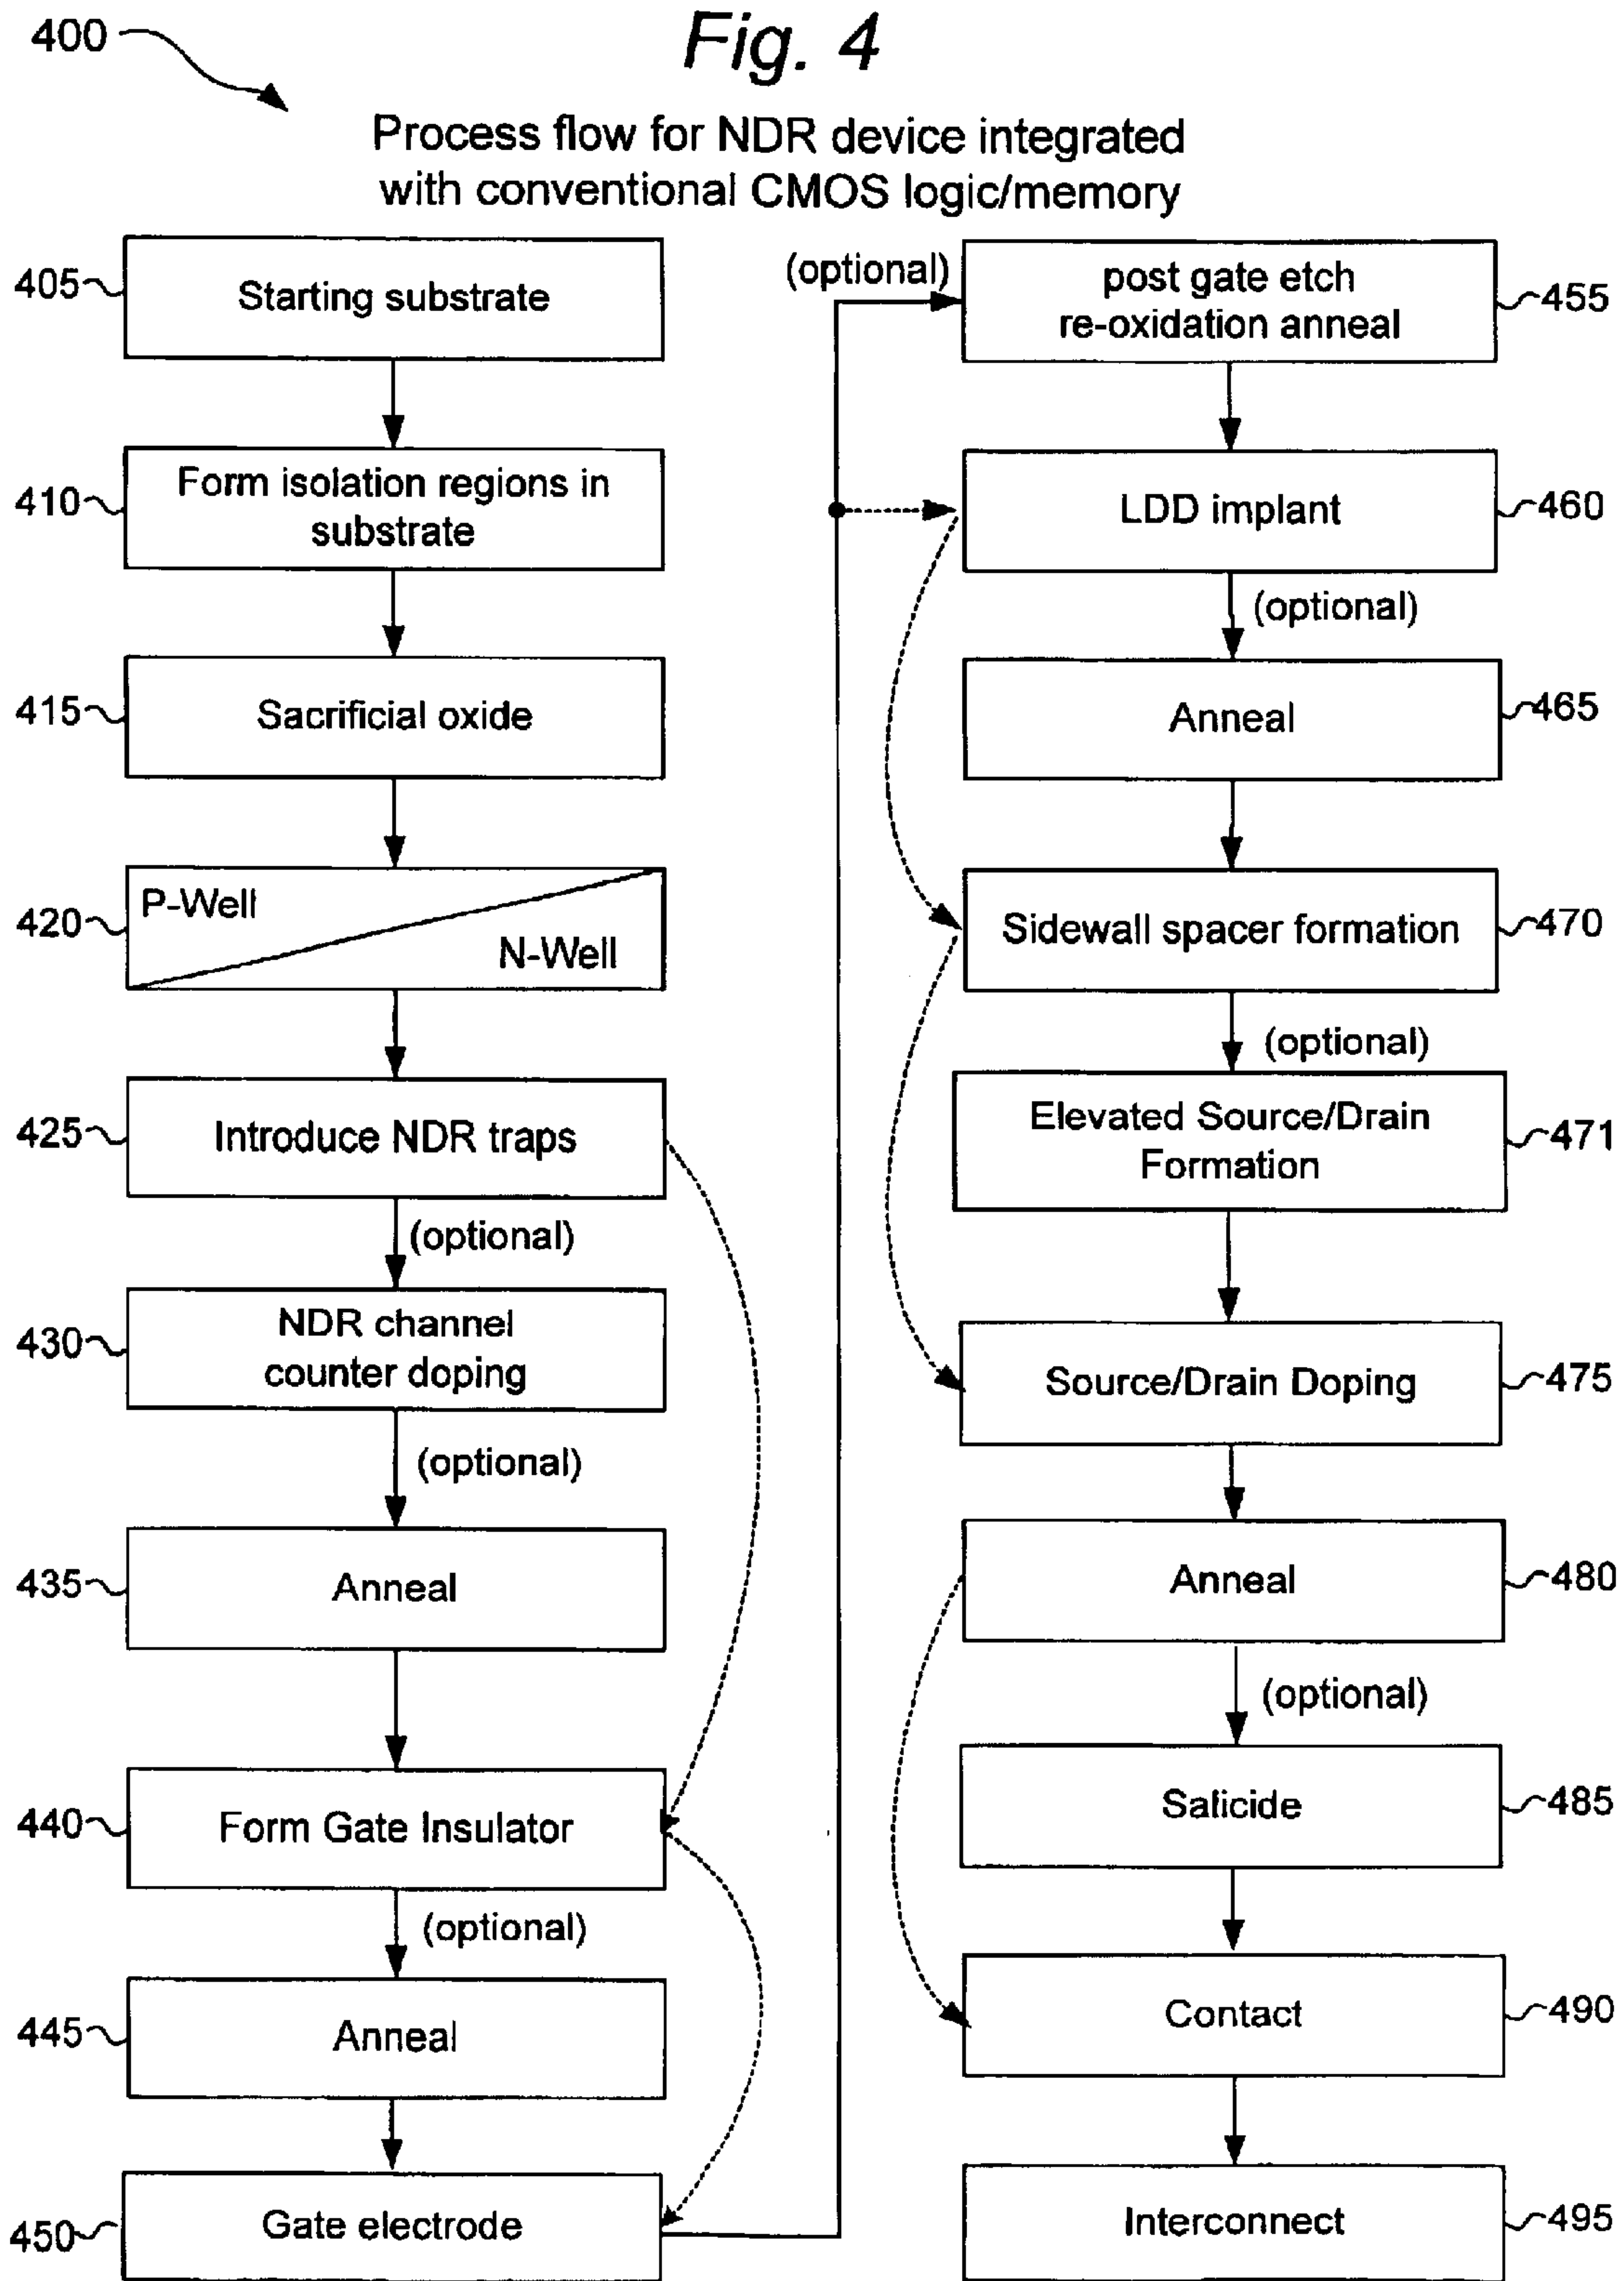 400
Fig. 4
Process flow for NDR device integrated
with conventional CMOS logic/memory
405
Starting substrate
410
Form isolation regions in
substrate
415
Sacrificial oxide
420
P-Well
N-Well
425
Introduce NDR traps
(optional)
430
NDR channel
counter doping
(optional)
435
Anneal
440
Form Gate Insulator
(optional)
445
Anneal
450
Gate electrode
(optional)
post gate etch
re-oxidation anneal
455
LDD implant
460
(optional)
Anneal
465
Sidewall spacer formation
470
(optional)
Elevated Source/Drain
Formation
471
Source/Drain Doping
475
Anneal
480
(optional)
Salicide
485
Contact
490
Interconnect
495